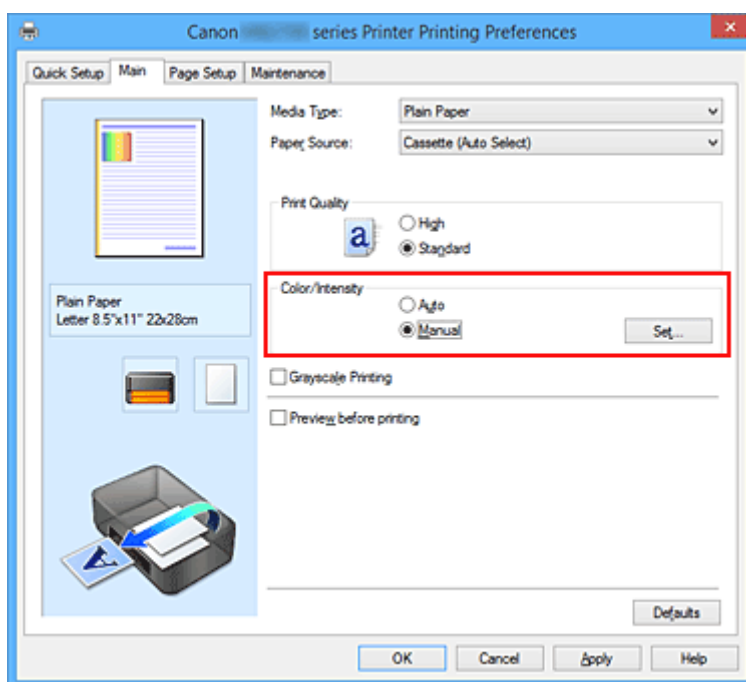 Canon series Printer Printing Preferences
Quick Setup Main Page Setup Maintenance
Media Type: Plain Paper
Paper Source: Cassette (Auto Select)
Print Quality
High
a
Standard
Color/Intensity
Auto
Manual Set...
Plain Paper
Letter 8.5"x11" 22x28cm
Grayscale Printing
Preview before printing
A
Defaults
OK Cancel Apply Help